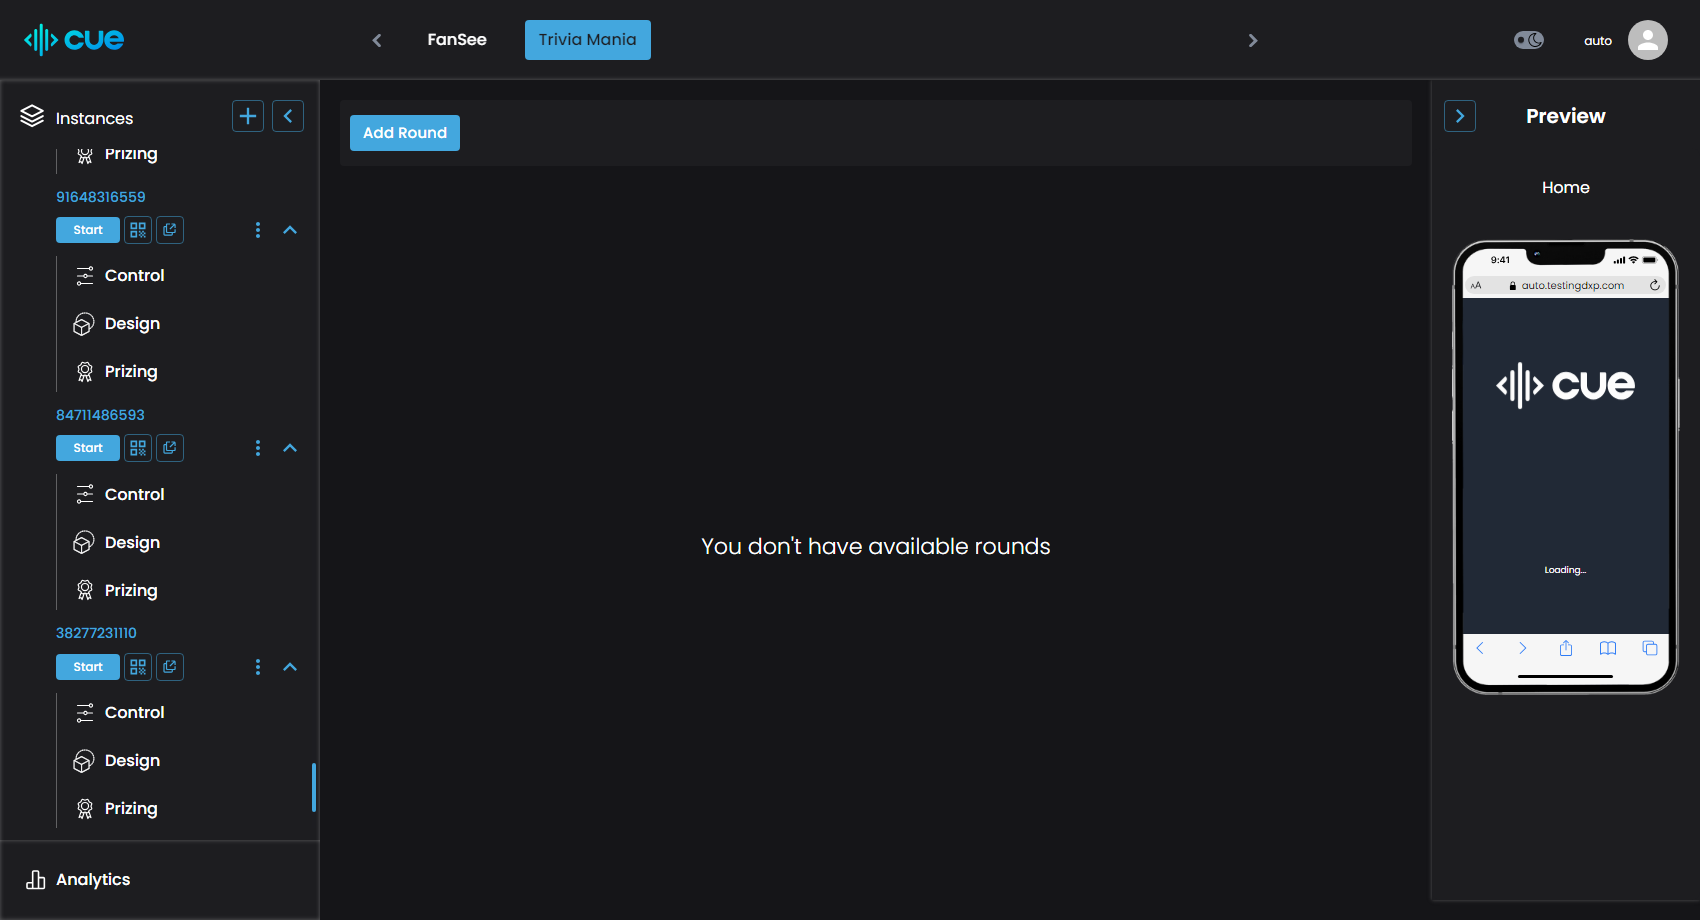 cue
FanSee
Trivia Mania
auto
Instances
Prizing
91648316559
Start
Control
Design
Prizing
84711486593
Start
Control
Design
Prizing
38277231110
Start
Control
Design
Prizing
Analytics
Add Round
You don't have available rounds
Preview
Home
9:41
AA auto.testingdxp.com
cue
Loading...